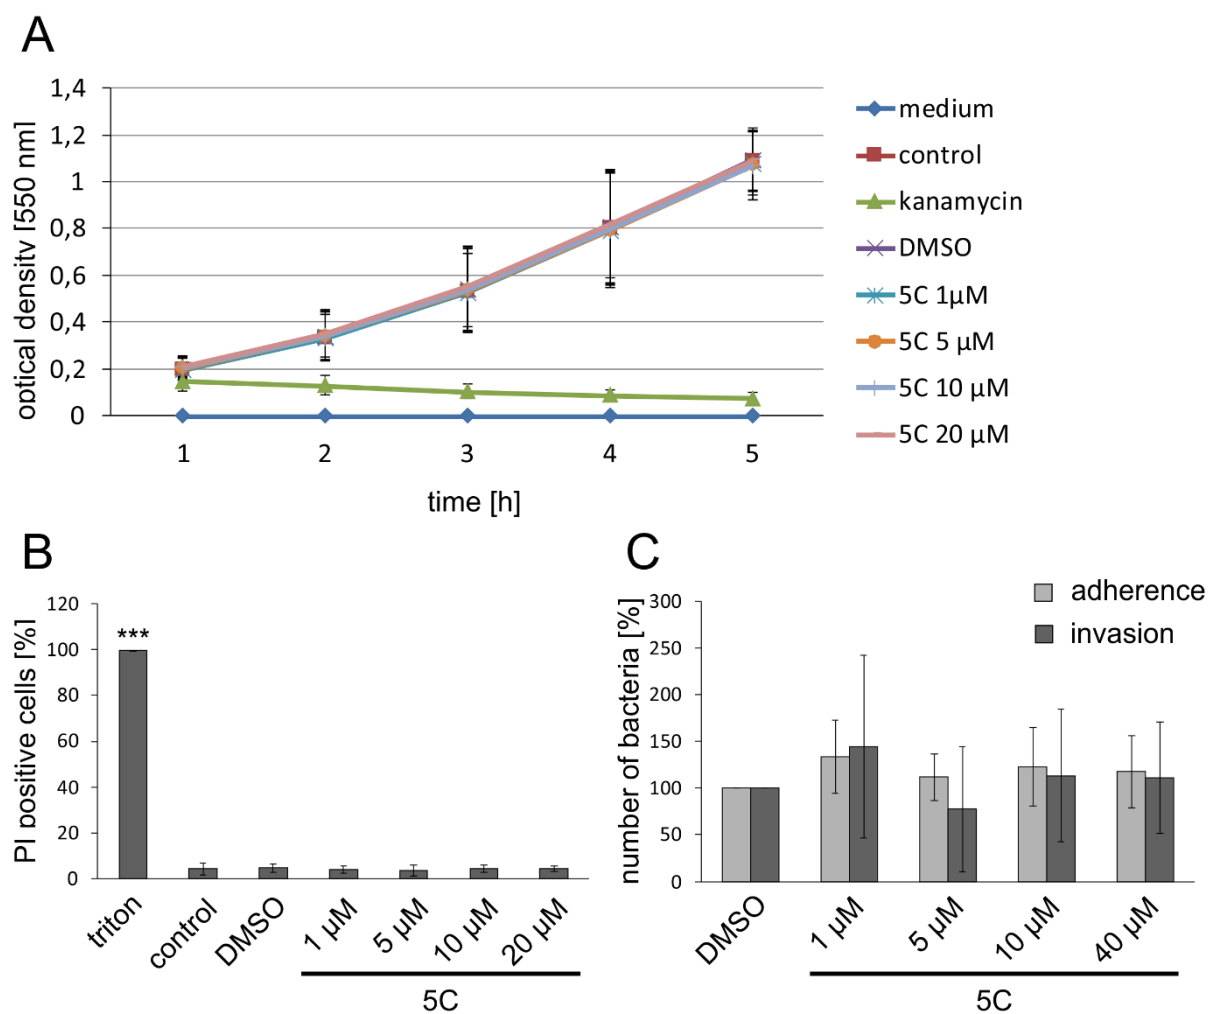 A
1,4
1,2
1
0,8
0,6
0,4
0,2
0
optical density [550 nm]
1 2 3 4 5
time [h]
medium
control
kanamycin
DMSO
5C 1µM
5C 5 µM
5C 10 µM
5C 20 µM
B
120
100
80
60
40
20
0
PI positive cells [%]
***
triton control DMSO 1 µM 5 µM 10 µM 20 µM
5C
C
adherence
invasion
300
250
200
150
100
50
0
number of bacteria [%]
DMSO 1 µM 5 µM 10 µM 40 µM
5C